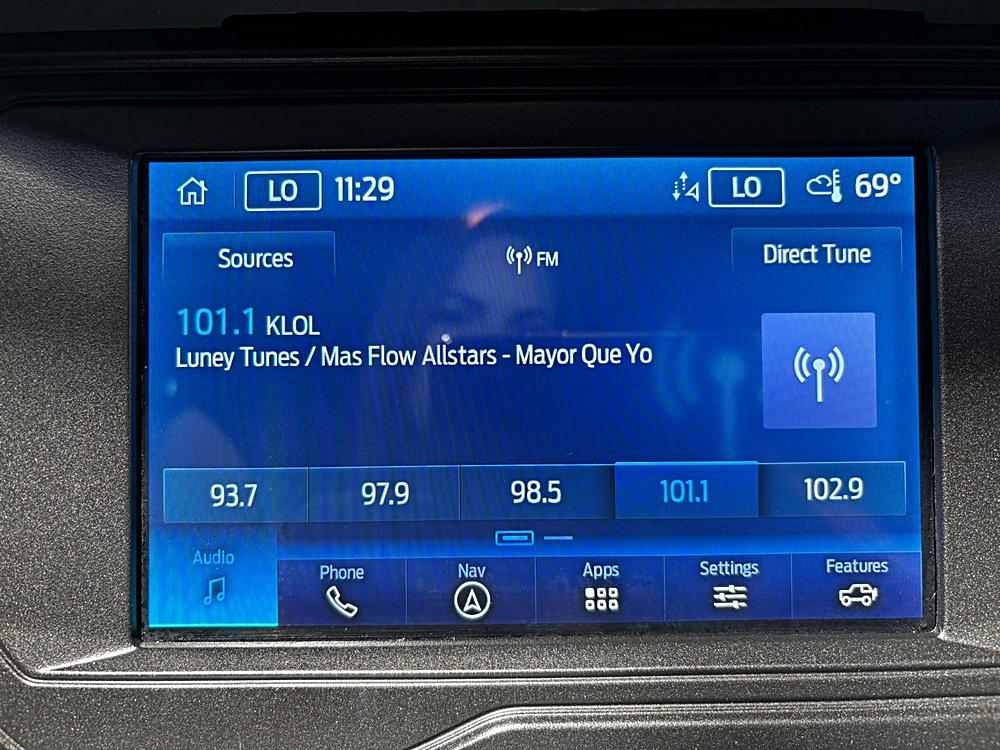 LO 11:29 LO 69°
Sources FM Direct Tune
101.1 KLOL
Luney Tunes / Mas Flow Allstars - Mayor Que Yo
93.7 97.9 98.5 101.1 102.9
Audio Phone Nav Apps Settings Features